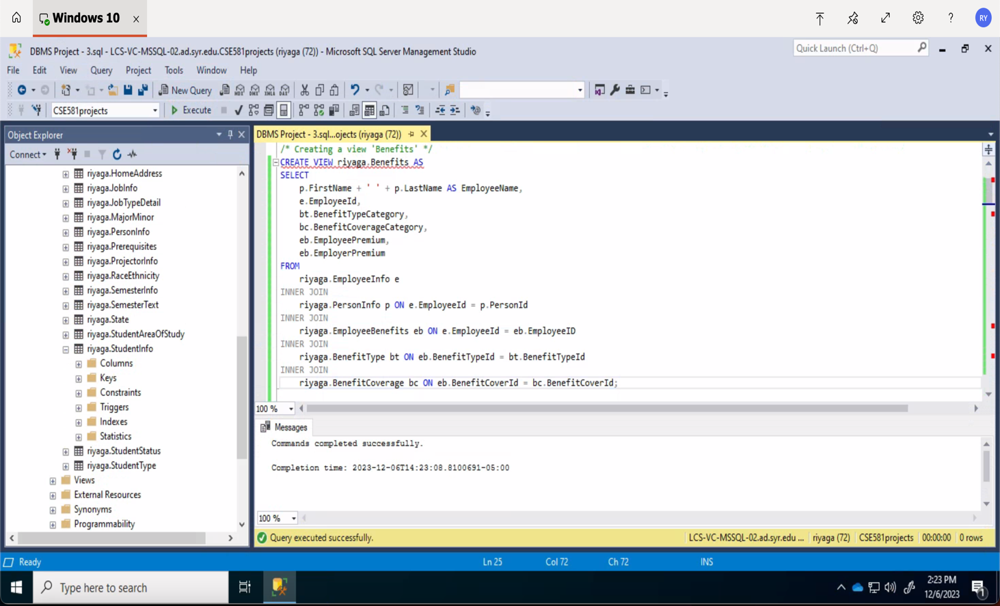 Windows 10
RY
DBMS Project - 3.sql - LCS-VC-MSSQL-02.ad.syr.edu.CSE581projects (riyaga (72)) - Microsoft SQL Server Management Studio
Quick Launch (Ctrl+Q)
File Edit View Query Project Tools Window Help
New Query MDX DMX XMLA DAX
CSE581projects Execute
Object Explorer
DBMS Project - 3.sql...ojects (riyaga (72))
Connect
riyaga.HomeAddress
riyaga.JobInfo
riyaga.JobTypeDetail
riyaga.MajorMinor
riyaga.PersonInfo
riyaga.Prerequisites
riyaga.ProjectorInfo
riyaga.RaceEthnicity
riyaga.SemesterInfo
riyaga.SemesterText
riyaga.State
riyaga.StudentAreaOfStudy
riyaga.StudentInfo
Columns
Keys
Constraints
Triggers
Indexes
Statistics
riyaga.StudentStatus
riyaga.StudentType
Views
External Resources
Synonyms
Programmability
/* Creating a view 'Benefits' */
CREATE VIEW riyaga.Benefits AS
SELECT
p.FirstName + ' ' + p.LastName AS EmployeeName,
e.EmployeeId,
bt.BenefitTypeCategory,
bc.BenefitCoverageCategory,
eb.EmployeePremium,
eb.EmployerPremium
FROM
riyaga.EmployeeInfo e
INNER JOIN
riyaga.PersonInfo p ON e.EmployeeId = p.PersonId
INNER JOIN
riyaga.EmployeeBenefits eb ON e.EmployeeId = eb.EmployeeID
INNER JOIN
riyaga.BenefitType bt ON eb.BenefitTypeId = bt.BenefitTypeId
INNER JOIN
riyaga.BenefitCoverage bc ON eb.BenefitCoverId = bc.BenefitCoverId;
100 %
Messages
Commands completed successfully.
Completion time: 2023-12-06T14:23:08.8100691-05:00
100 %
Query executed successfully. LCS-VC-MSSQL-02.ad.syr.edu ... riyaga (72) CSE581projects 00:00:00 0 rows
Ready Ln 25 Col 72 Ch 72 INS
Type here to search
2:23 PM
12/6/2023
1